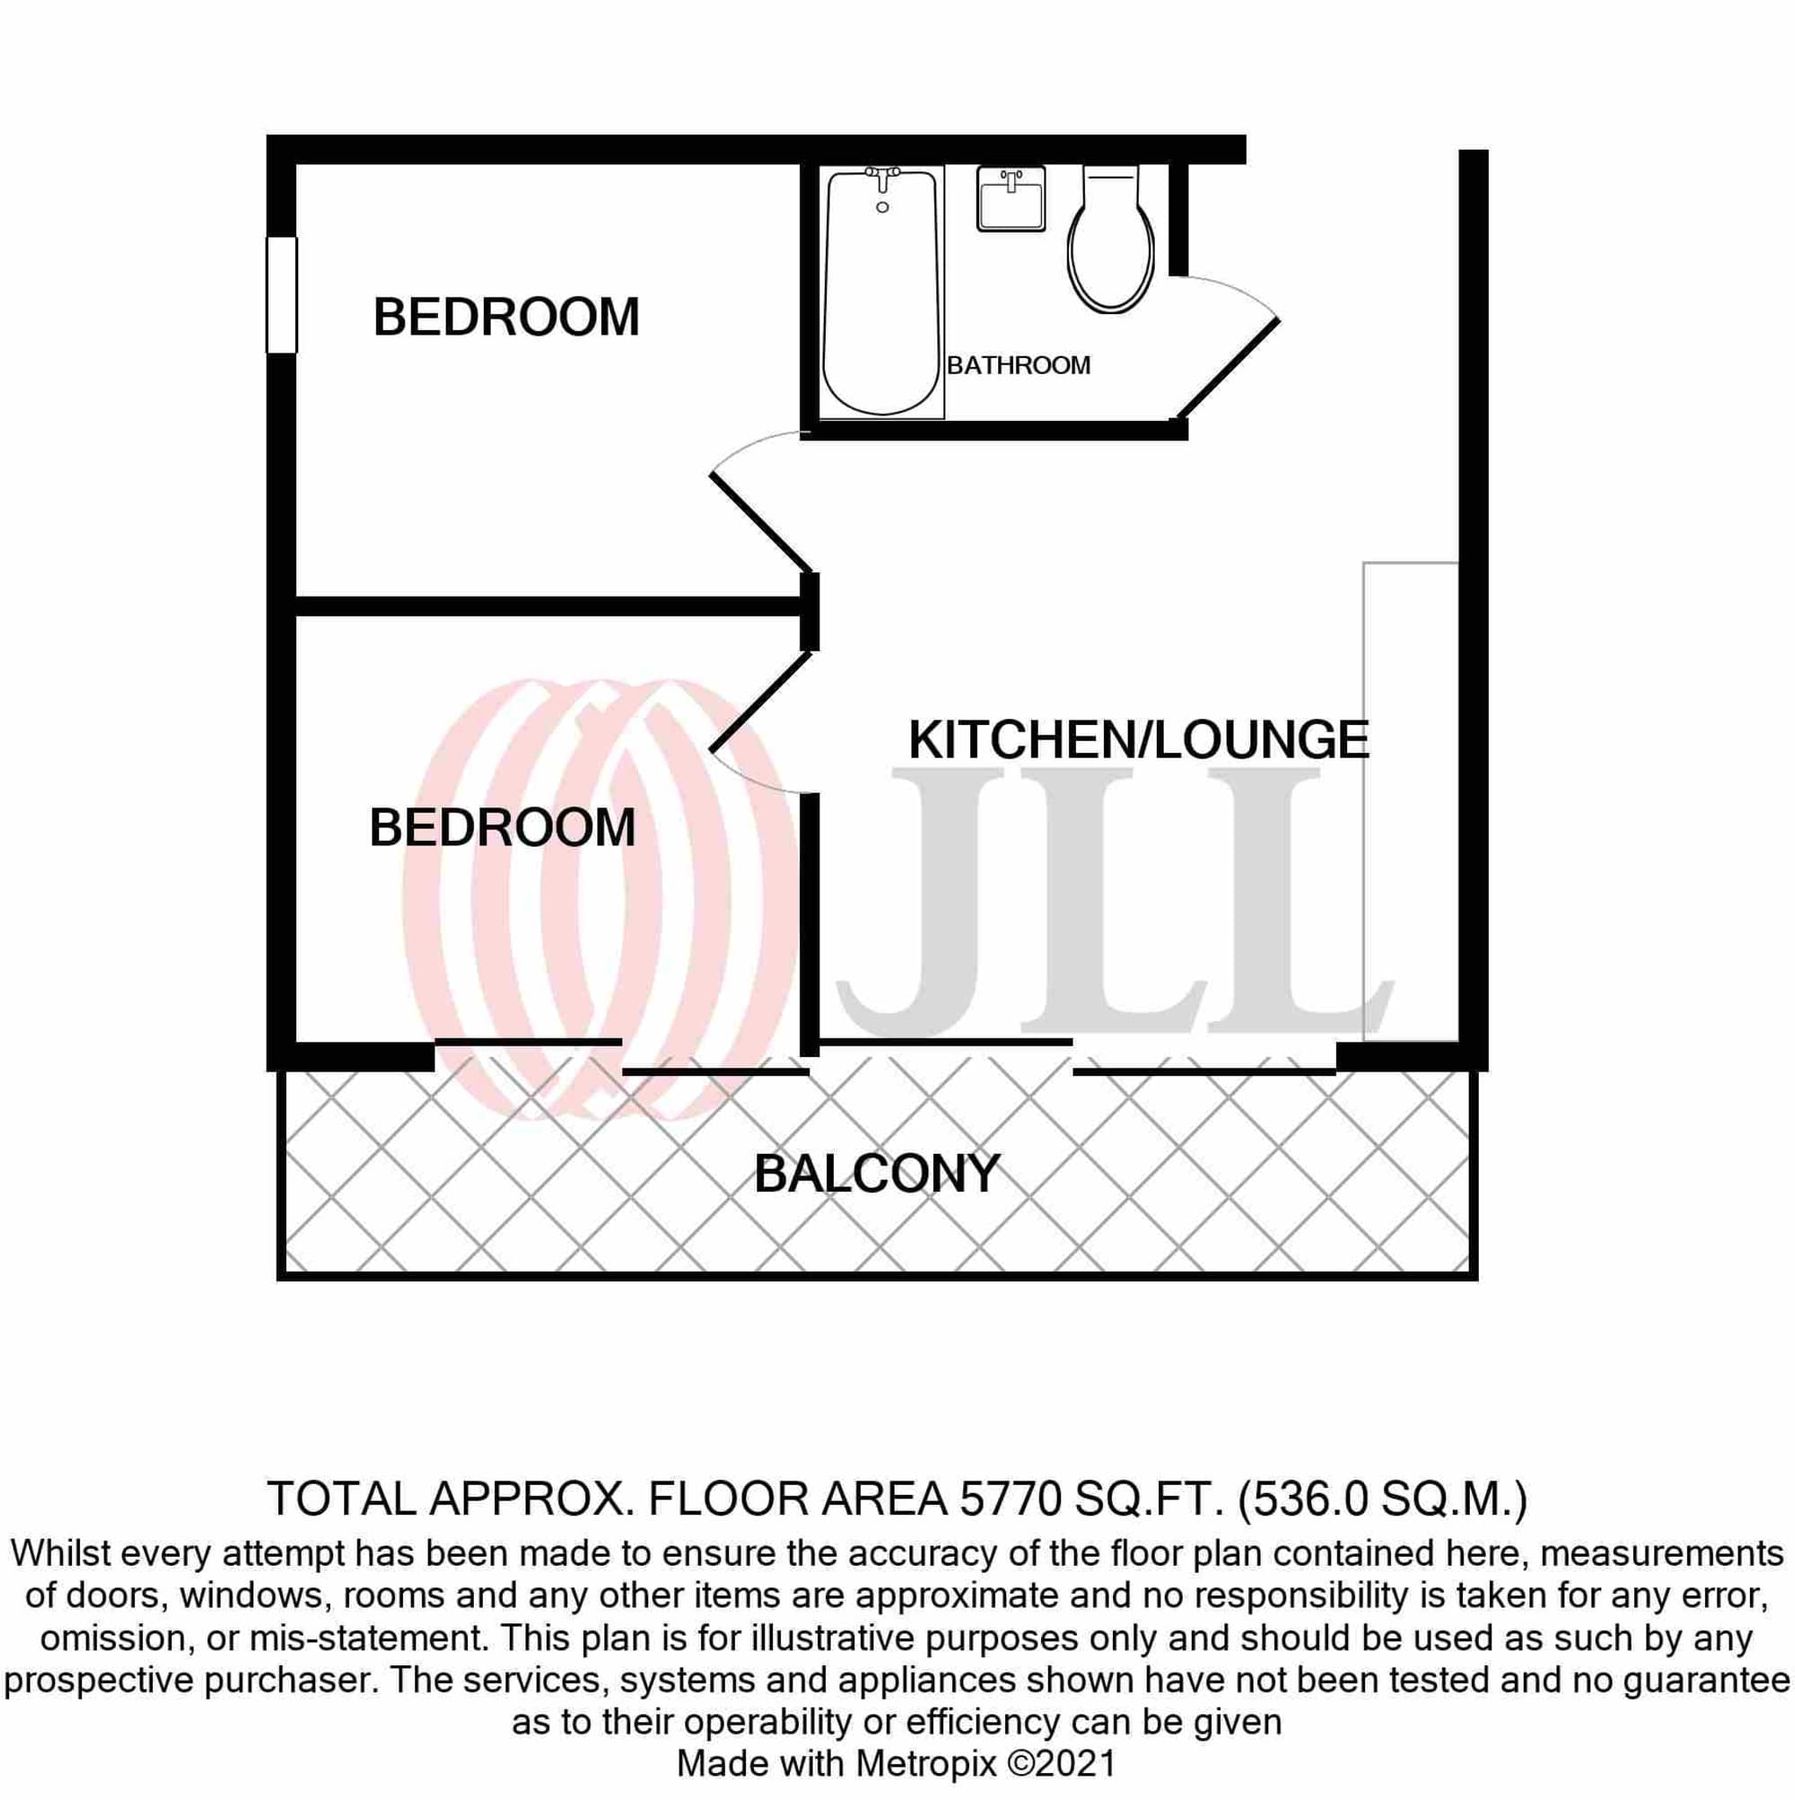 BEDROOM
BATHROOM
KITCHEN/LOUNGE
BEDROOM
JLL
BALCONY
TOTAL APPROX. FLOOR AREA 5770 SQ.FT. (536.0 SQ.M.)
Whilst every attempt has been made to ensure the accuracy of the floor plan contained here, measurements
of doors, windows, rooms and any other items are approximate and no responsibility is taken for any error,
omission, or mis-statement. This plan is for illustrative purposes only and should be used as such by any
prospective purchaser. The services, systems and appliances shown have not been tested and no guarantee
as to their operability or efficiency can be given
Made with Metropix ©2021